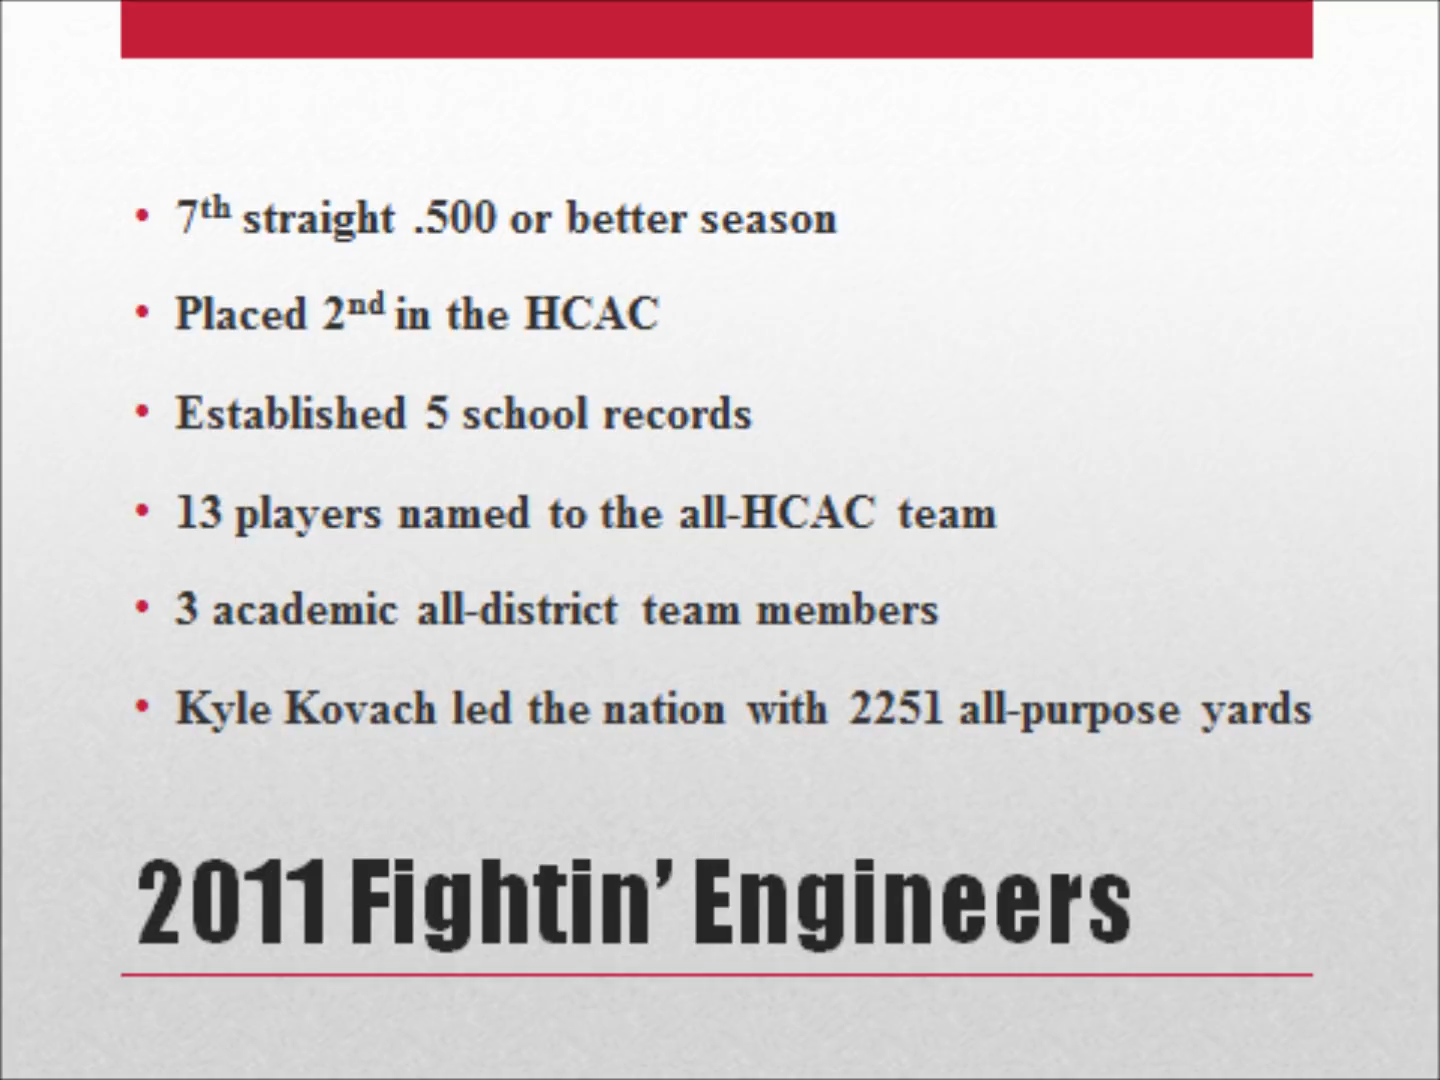 • 7th straight .500 or better season
• Placed 2nd in the HCAC
• Established 5 school records
• 13 players named to the all-HCAC team
• 3 academic all-district team members
• Kyle Kovach led the nation with 2251 all-purpose yards
2011 Fightin’ Engineers